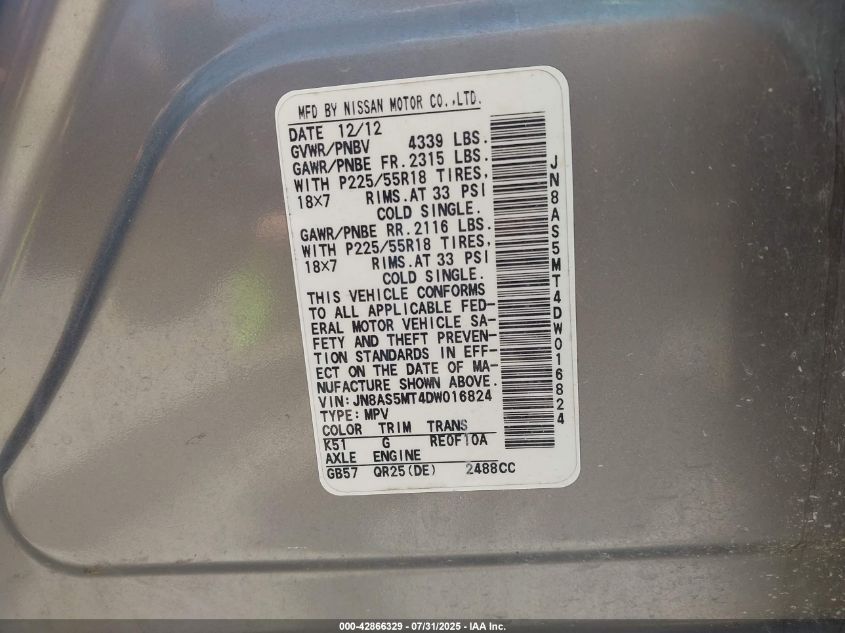 MFD BY NISSAN MOTOR CO.,LTD.
DATE 12/12
GVWR/PNBV 4339 LBS.
GAWR/PNBE FR. 2315 LBS.
WITH P225/55R18 TIRES,
18X7 RIMS.AT 33 PSI
COLD SINGLE.
GAWR/PNBE RR. 2116 LBS.
WITH P225/55R18 TIRES,
18X7 RIMS.AT 33 PSI
COLD SINGLE.
THIS VEHICLE CONFORMS
TO ALL APPLICABLE FED-
ERAL MOTOR VEHICLE SA-
FETY AND THEFT PREVEN-
TION STANDARDS IN EFF-
ECT ON THE DATE OF MA-
NUFACTURE SHOWN ABOVE.
VIN: JN8AS5MT4DW016824
TYPE: MPV
COLOR TRIM TRANS
K51 G RE0F10A
AXLE ENGINE
GB57 QR25(DE) 2488CC
JN8AS5MT4DW016824
000-42866329 - 07/31/2025 - IAA Inc.